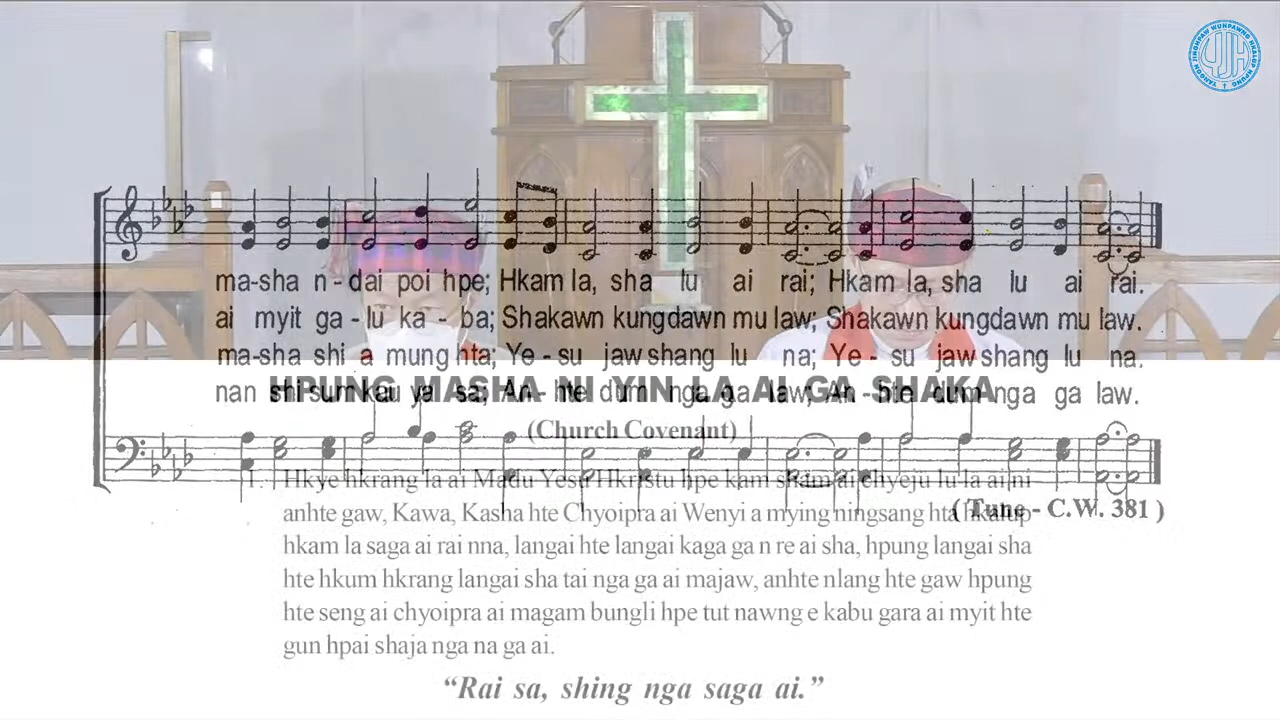 YANGON JINGHPAW WUNPAWNG HKALUP HPUNG
YJH
ma-sha n-dai poi hpe; Hkam la, sha lu ai rai; Hkam la, sha lu ai rai.
ai myit ga-lu ka-ba; Shakawn kungdawn mu law; Shakawn kungdawn mu law.
ma-sha shi a mung hta; Ye-su jaw shang lu na; Ye-su jaw shang lu na.
nan shi sum kau ya sa; An-hte dum nga ga law; An-hte dum nga ga law.
HPUNG MASHA NI YIN LA AI GA SHAKA
(Church Covenant)
1. Hkye hkrang la ai Madu Yesu Hkristu hpe kam sham ai chyeju lu la ai ni
anhte gaw, Kawa, Kasha hte Chyoipra ai Wenyi a mying ningsang hta hkalup
(Tune - C.W. 381)
hkam la saga ai rai nna, langai hte langai kaga ga n re ai sha, hpung langai sha
hte hkum hkrang langai sha tai nga ga ai majaw, anhte nlang hte gaw hpung
hte seng ai chyoipra ai magam bungli hpe tut nawng e kabu gara ai myit hte
gun hpai shaja nga na ga ai.
“Rai sa, shing nga saga ai.”